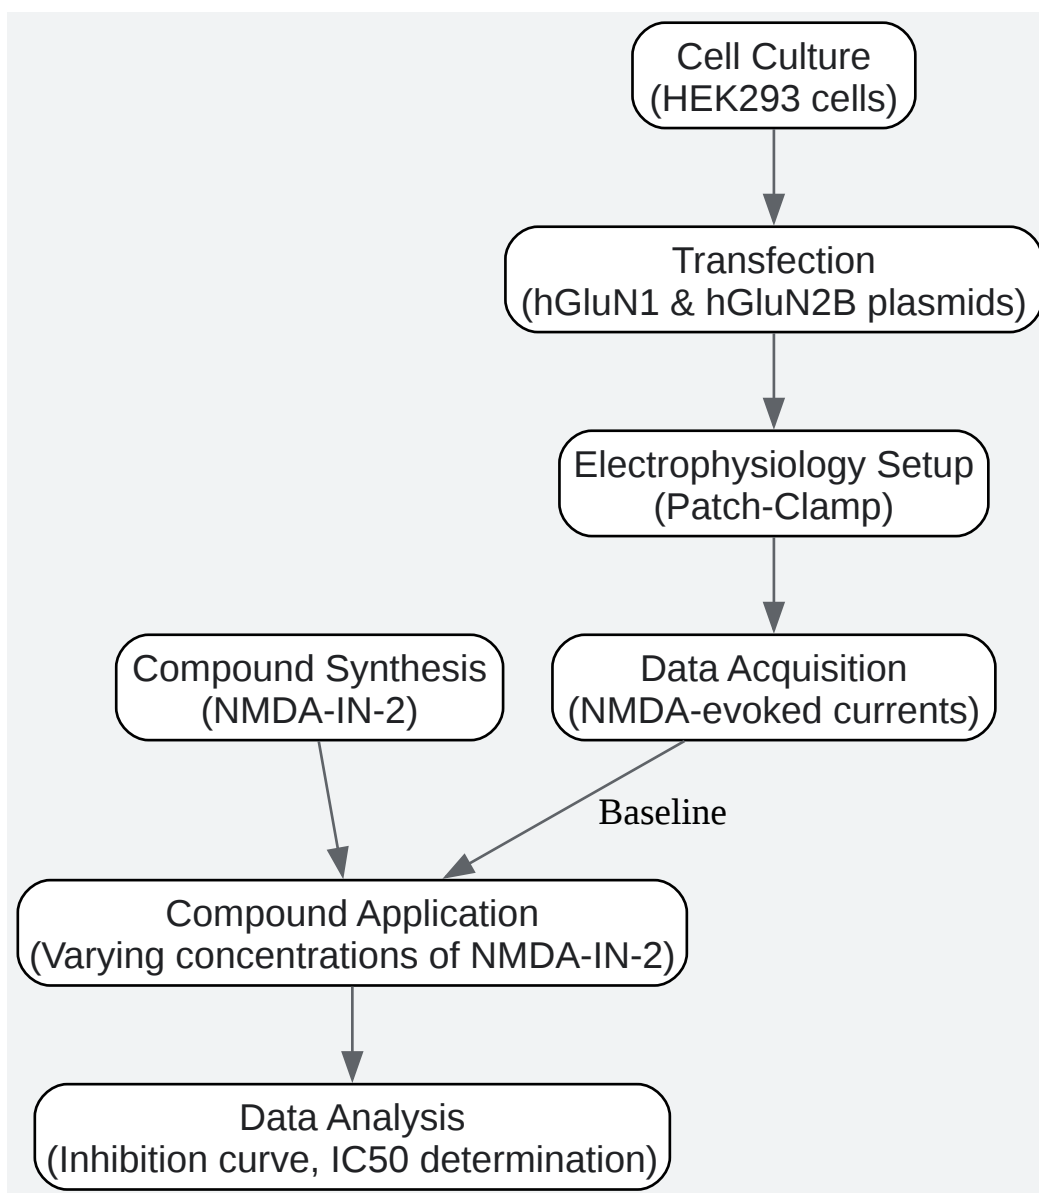 Cell Culture
(HEK293 cells)
Transfection
(hGluN1 & hGluN2B plasmids)
Electrophysiology Setup
(Patch-Clamp)
Compound Synthesis
(NMDA-IN-2)
Data Acquisition
(NMDA-evoked currents)
Baseline
Compound Application
(Varying concentrations of NMDA-IN-2)
Data Analysis
(Inhibition curve, IC50 determination)